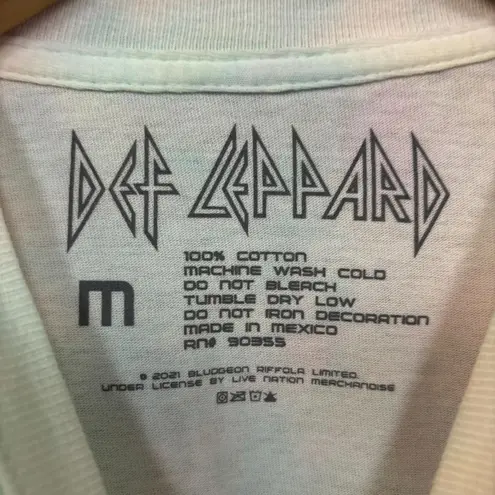 DEF LEPPARD
100% COTTON
MACHINE WASH COLD
DO NOT BLEACH
TUMBLE DRY LOW
DO NOT IRON DECORATION
MADE IN MEXICO
RN# 90355
M
© 2021 BLUDGEON RIFFOLA LIMITED.
UNDER LICENSE BY LIVE NATION MERCHANDISE